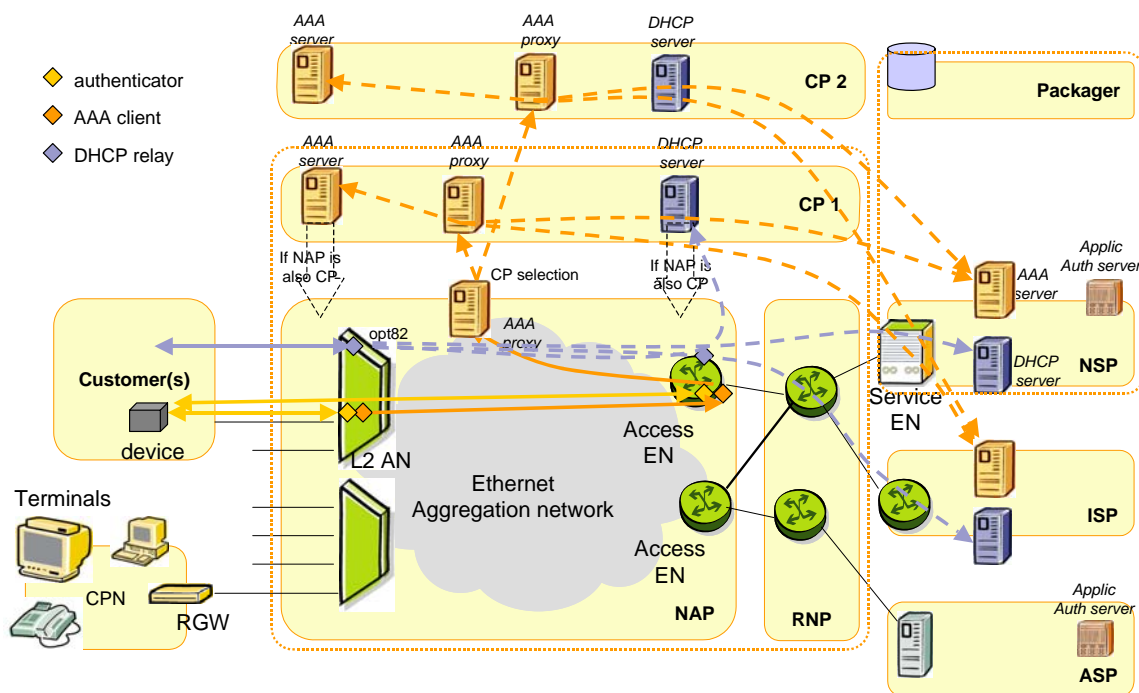 AAA
server
AAA
proxy
DHCP
server
CP 2
Packager
authenticator
AAA client
DHCP relay
AAA
server
AAA
proxy
DHCP
server
CP 1
If NAP is
also CP
CP selection
If NAP is
also CP
Applic
Auth server
AAA
server
AAA
proxy
opt82
DHCP
server
NSP
Customer(s)
device
Service
EN
L2 AN
Access
EN
Ethernet
Aggregation network
Terminals
ISP
Access
EN
CPN
RGW
NAP
RNP
Applic
Auth server
ASP